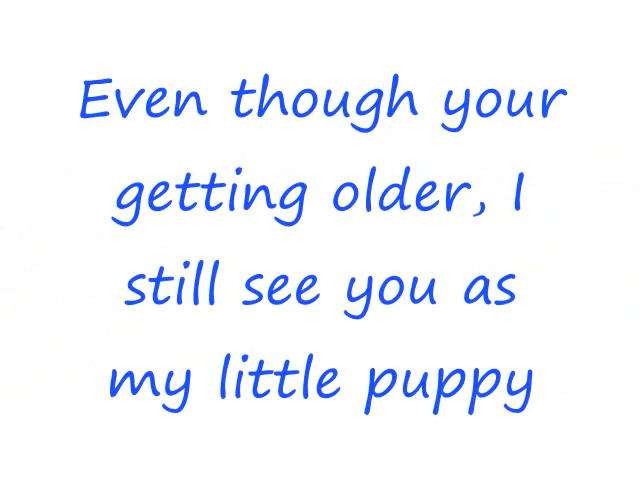 Even though your
getting older, I
still see you as
my little puppy